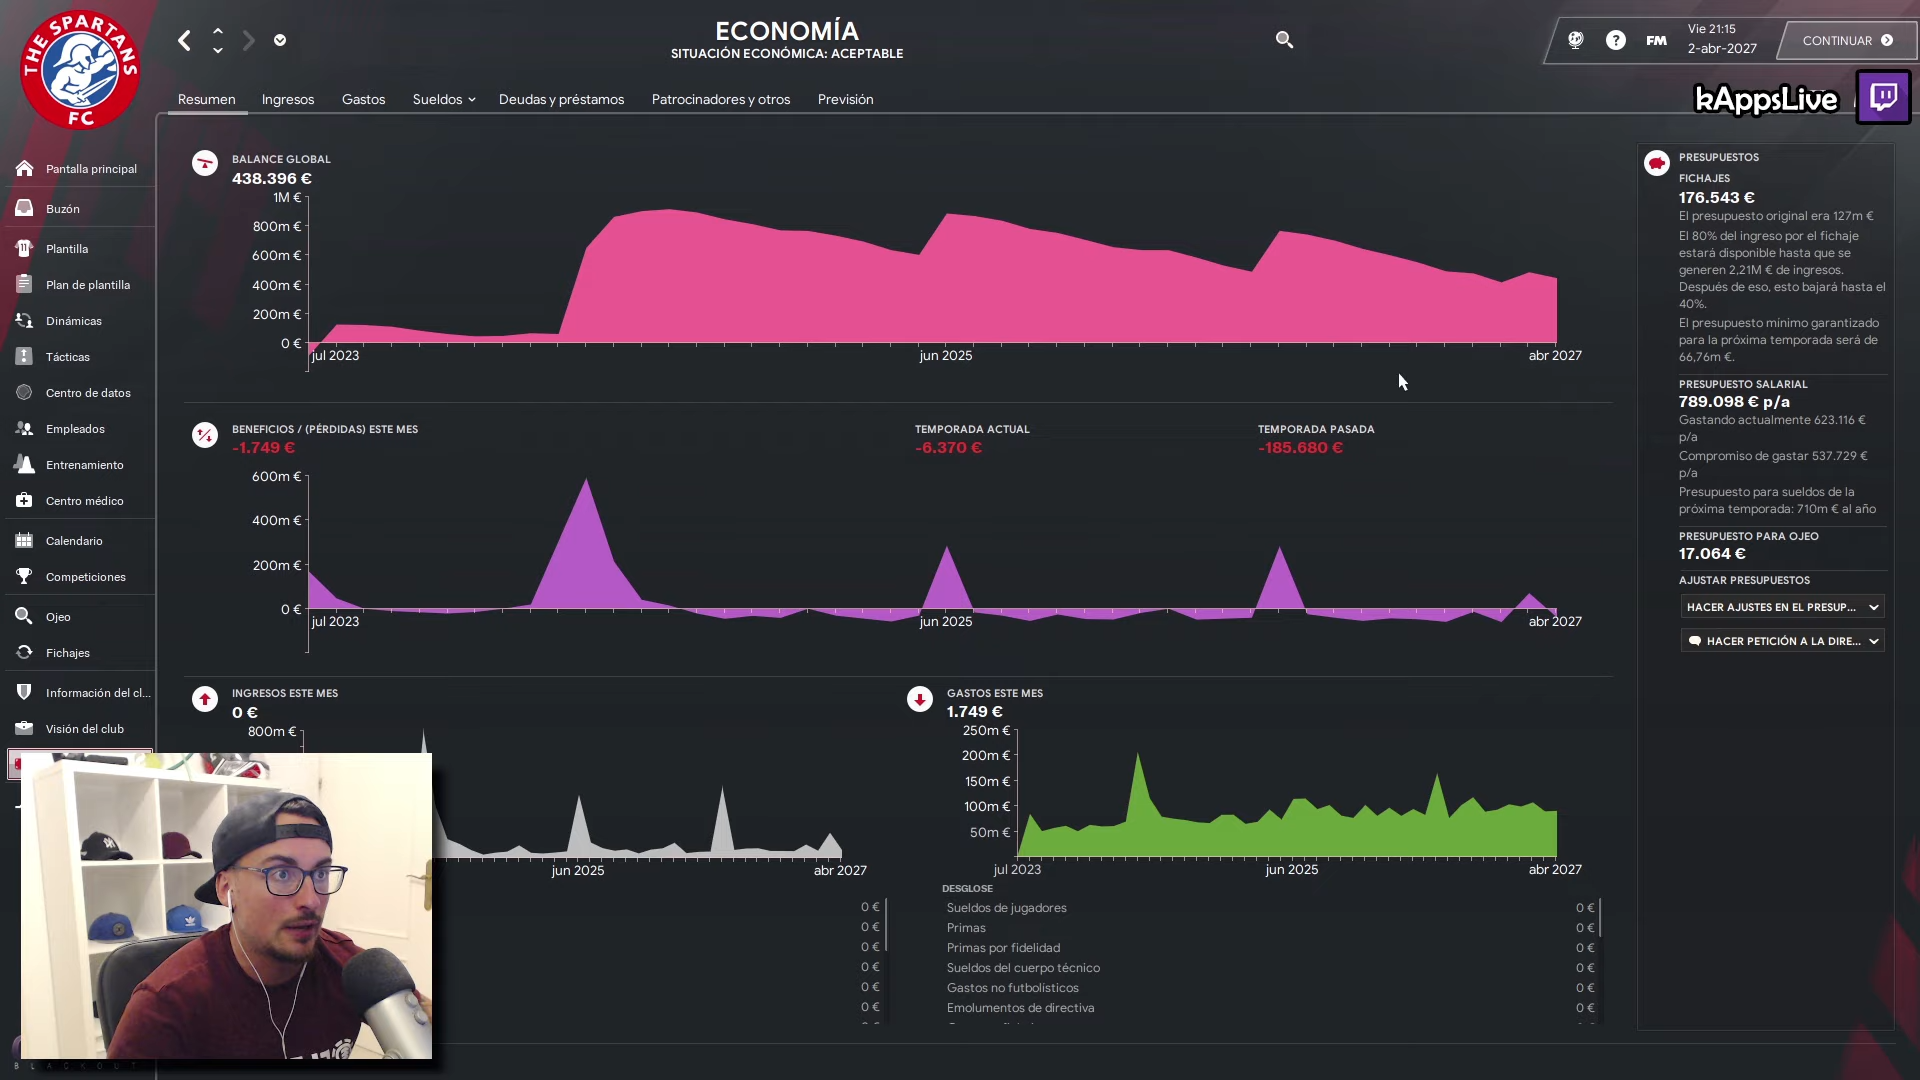 THE SPARTANS
FC
ECONOMÍA
SITUACIÓN ECONÓMICA: ACEPTABLE
FM
Vie 21:15
2-abr-2027
CONTINUAR
kAppsLive
Resumen
Ingresos
Gastos
Sueldos
Deudas y préstamos
Patrocinadores y otros
Previsión
Pantalla principal
Buzón
Plantilla
Plan de plantilla
Dinámicas
Tácticas
Centro de datos
Empleados
Entrenamiento
Centro médico
Calendario
Competiciones
Ojeo
Fichajes
Información del cl...
Visión del club
BALANCE GLOBAL
438.396 €
1M €
800m €
600m €
400m €
200m €
0 €
jul 2023
jun 2025
abr 2027
BENEFICIOS / (PÉRDIDAS) ESTE MES
-1.749 €
TEMPORADA ACTUAL
-6.370 €
TEMPORADA PASADA
-185.680 €
600m €
400m €
200m €
0 €
jul 2023
jun 2025
abr 2027
INGRESOS ESTE MES
0 €
800m €
jun 2025
abr 2027
0 €
0 €
0 €
0 €
0 €
0 €
GASTOS ESTE MES
1.749 €
250m €
200m €
150m €
100m €
50m €
jul 2023
jun 2025
abr 2027
DESGLOSE
Sueldos de jugadores 0 €
Primas 0 €
Primas por fidelidad 0 €
Sueldos del cuerpo técnico 0 €
Gastos no futbolísticos 0 €
Emolumentos de directiva 0 €
PRESUPUESTOS
FICHAJES
176.543 €
El presupuesto original era 127m €
El 80% del ingreso por el fichaje
estará disponible hasta que se
generen 2,21M € de ingresos.
Después de eso, esto bajará hasta el
40%.
El presupuesto mínimo garantizado
para la próxima temporada será de
66,76m €.
PRESUPUESTO SALARIAL
789.098 € p/a
Gastando actualmente 623.116 €
p/a
Compromiso de gastar 537.729 €
p/a
Presupuesto para sueldos de la
próxima temporada: 710m € al año
PRESUPUESTO PARA OJEO
17.064 €
AJUSTAR PRESUPUESTOS
HACER AJUSTES EN EL PRESUP...
HACER PETICIÓN A LA DIRE...
BLACKOUT